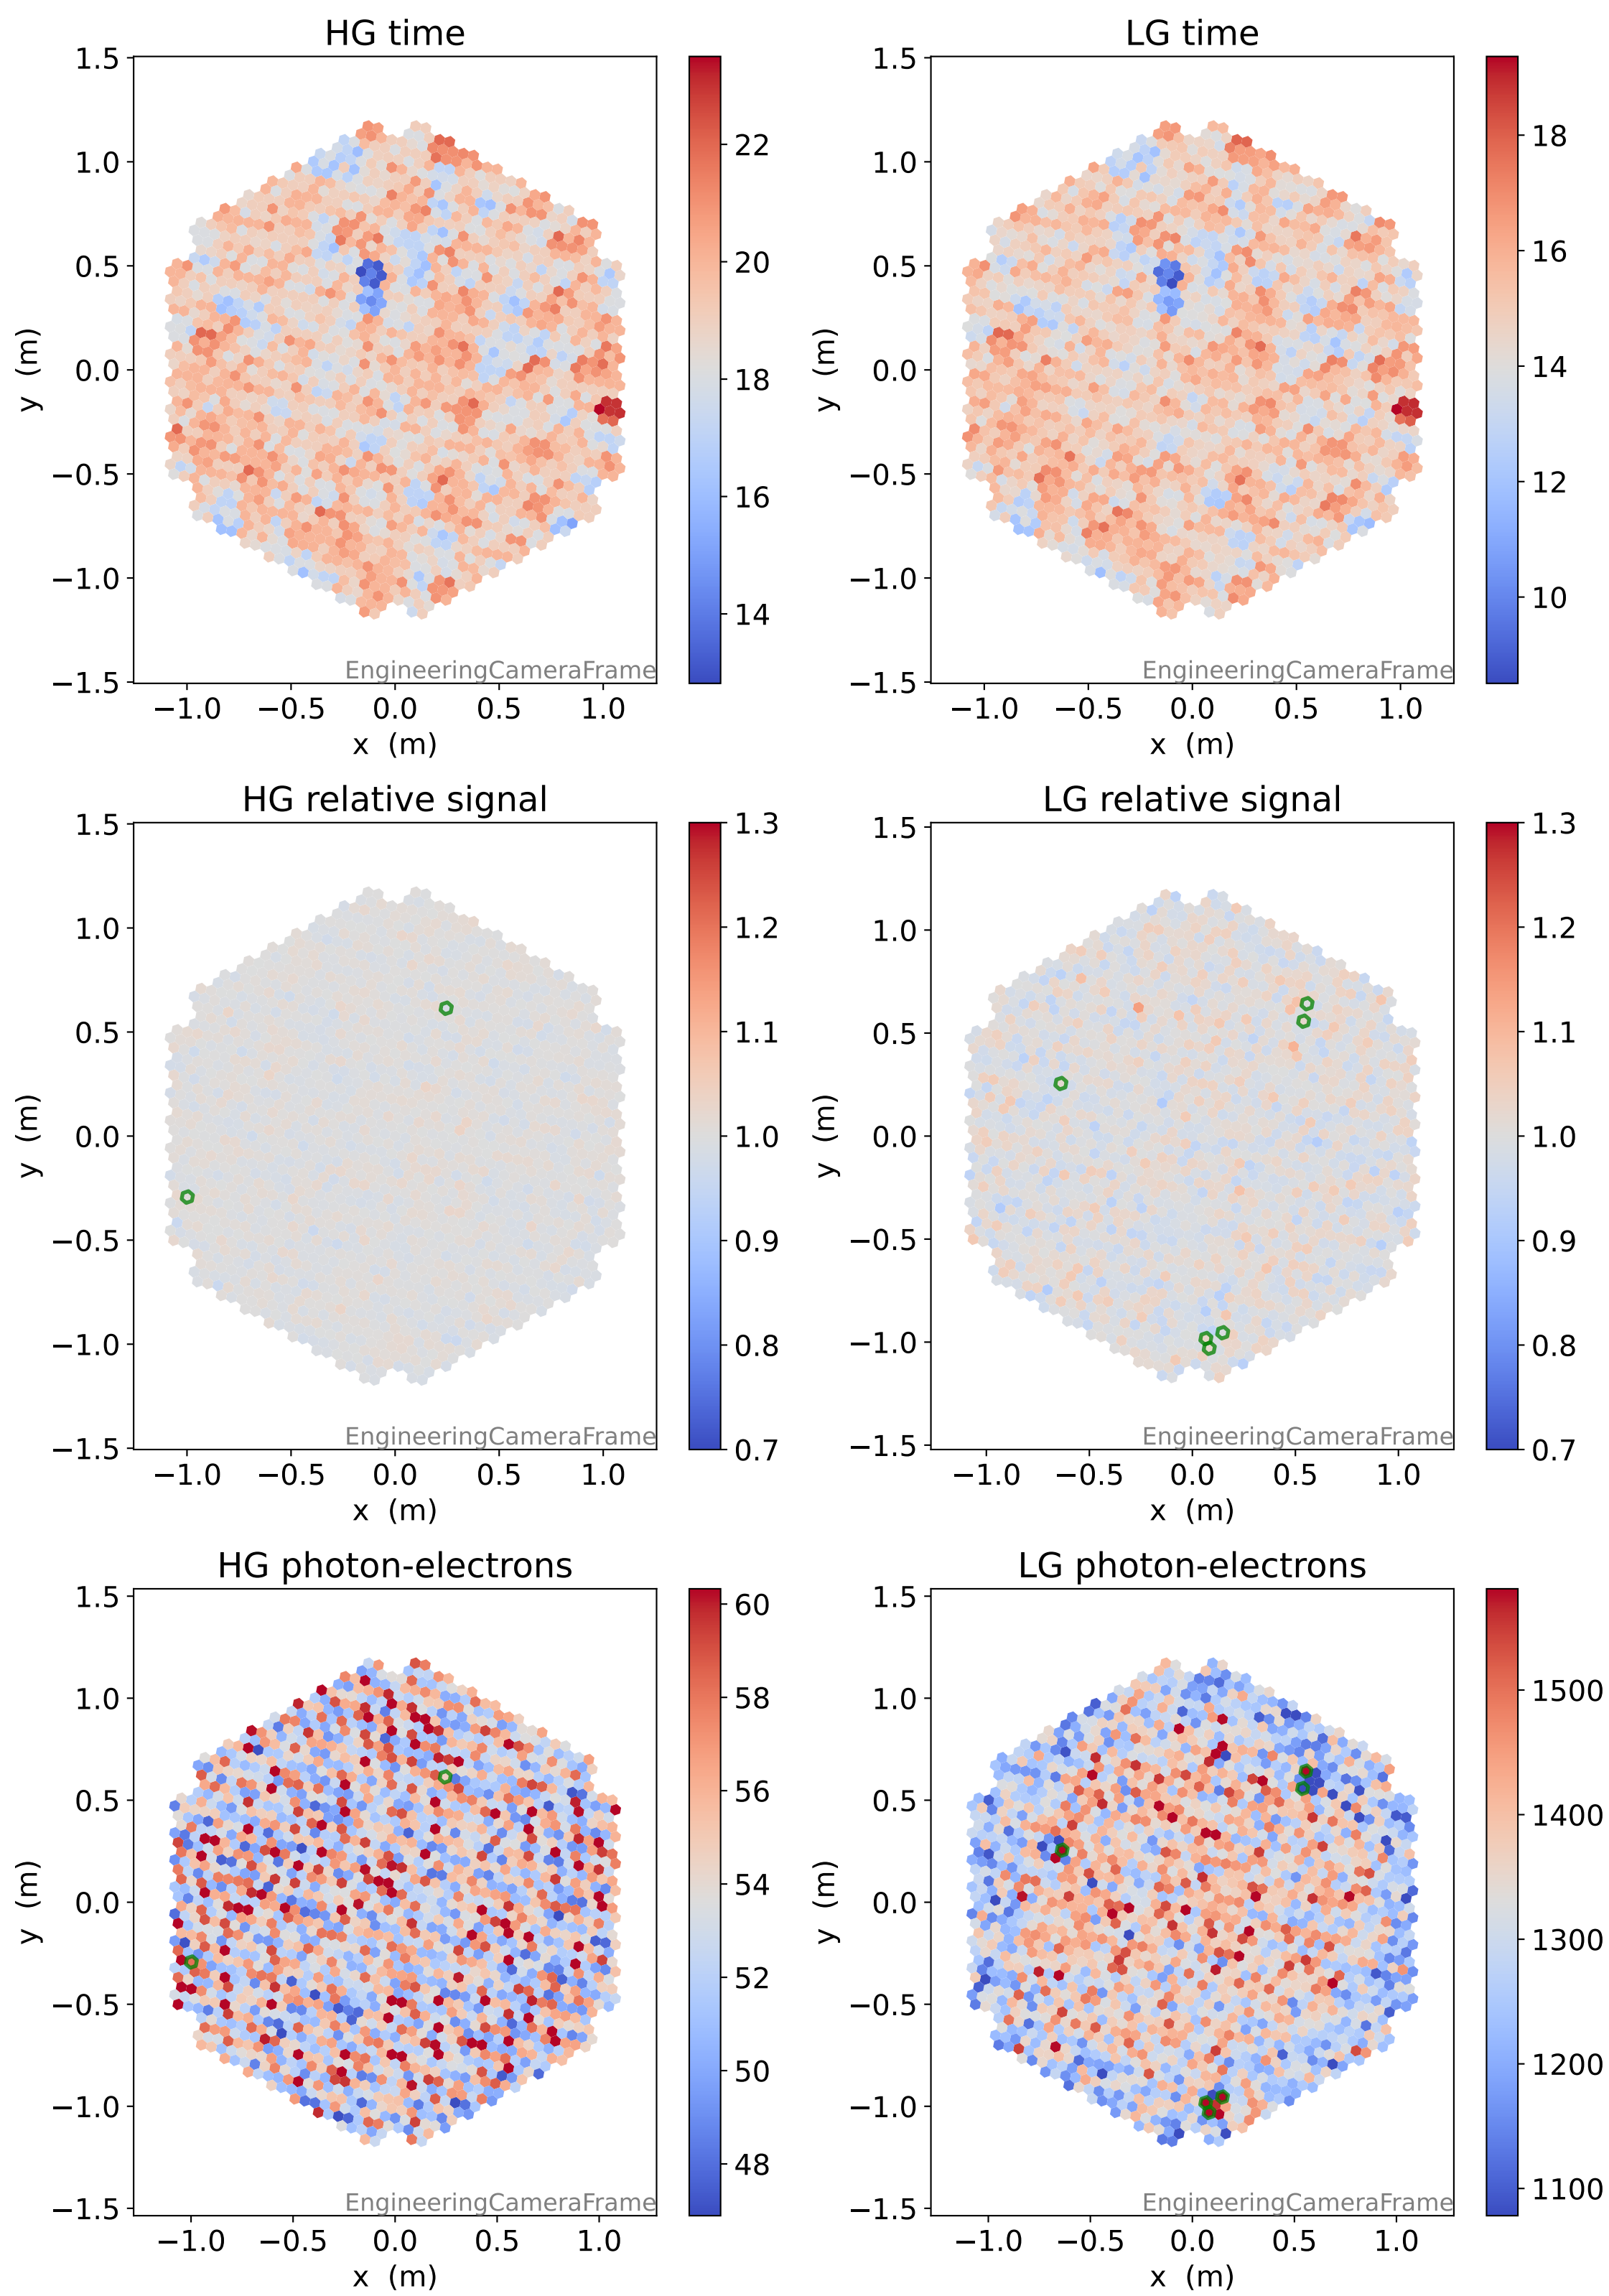 HG time
LG time
1.5
1.0
0.5
0.0
−0.5
−1.0
−1.5
y (m)
−1.0 −0.5 0.0 0.5 1.0
x (m)
EngineeringCameraFrame
22
20
18
16
14
1.5
1.0
0.5
0.0
−0.5
−1.0
−1.5
y (m)
−1.0 −0.5 0.0 0.5 1.0
x (m)
EngineeringCameraFrame
18
16
14
12
10
HG relative signal
LG relative signal
1.5
1.0
0.5
0.0
−0.5
−1.0
−1.5
y (m)
−1.0 −0.5 0.0 0.5 1.0
x (m)
EngineeringCameraFrame
1.3
1.2
1.1
1.0
0.9
0.8
0.7
1.5
1.0
0.5
0.0
−0.5
−1.0
−1.5
y (m)
−1.0 −0.5 0.0 0.5 1.0
x (m)
EngineeringCameraFrame
1.3
1.2
1.1
1.0
0.9
0.8
0.7
HG photon-electrons
LG photon-electrons
1.5
1.0
0.5
0.0
−0.5
−1.0
−1.5
y (m)
−1.0 −0.5 0.0 0.5 1.0
x (m)
EngineeringCameraFrame
60
58
56
54
52
50
48
1.5
1.0
0.5
0.0
−0.5
−1.0
−1.5
y (m)
−1.0 −0.5 0.0 0.5 1.0
x (m)
EngineeringCameraFrame
1500
1400
1300
1200
1100